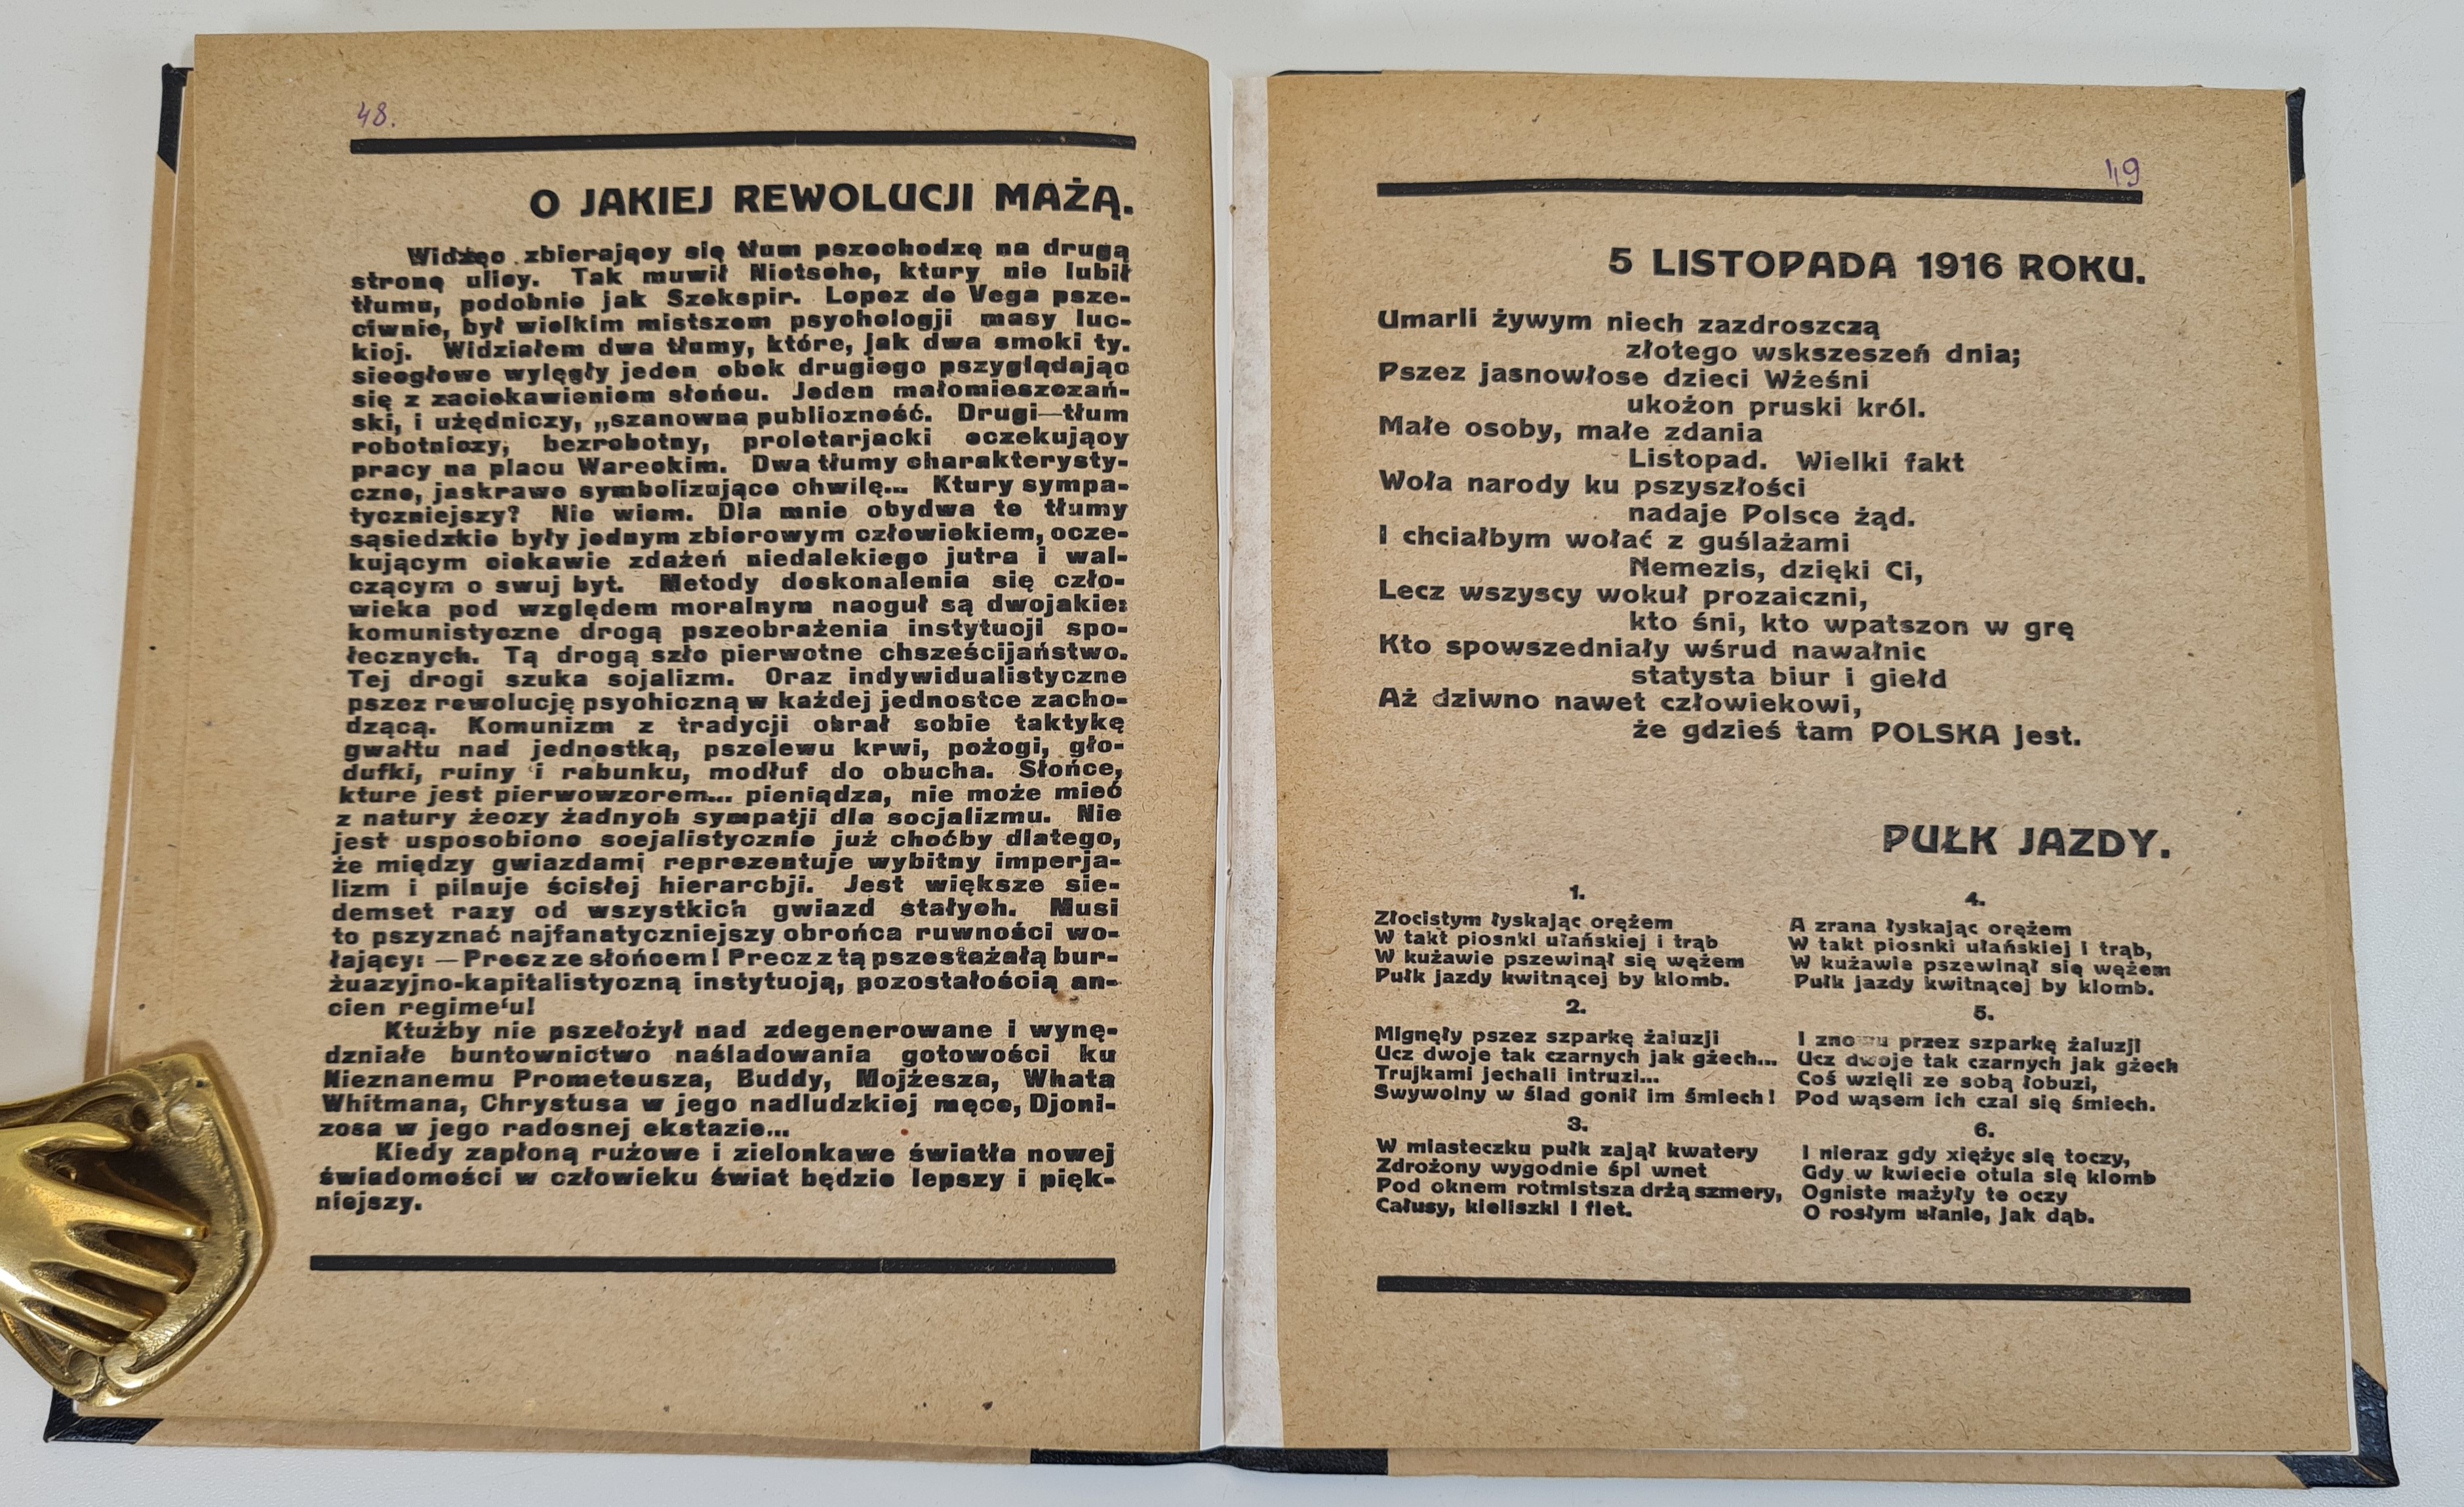 48.
O JAKIEJ REWOLUCJI MAŻĄ.
Widzęc zbierający się tłum pszechodzę na drugą
stronę ulicy. Tak muwił Nietsche, ktury nie lubił
tłumu, podobnie jak Szekspir. Lopez de Vega psze-
ciwnie, był wielkim mistszem psychologji masy luc-
kiej. Widziałem dwa tłumy, które, jak dwa smoki ty.
siecgłowe wylęgły jeden obok drugiego pszyglądając
się z zaciekawieniem słońcu. Jeden małomieszczań-
ski, i użędniczy, „szanowna publiczność. Drugi—tłum
robotniczy, bezrobotny, proletarjacki oczekujący
pracy na placu Wareckim. Dwa tłumy charakterysty-
czne, jaskrawo symbolizujące chwilę... Ktury sympa-
tyczniejszy? Nie wiem. Dla mnie obydwa te tłumy
sąsiedzkie były jednym zbiorowym człowiekiem, ocze-
kującym ciekawie zdażeń niedalekiego jutra i wal-
czącym o swuj byt. Metody doskonalenia się czło-
wieka pod względem moralnym naoguł są dwojakie:
komunistyczne drogą pszeobrażenia instytucji spo-
łecznych. Tą drogą szło pierwotne chsześcijaństwo.
Tej drogi szuka sojalizm. Oraz indywidualistyczne
pszez rewolucję psychiczną w każdej jednostce zacho-
dzącą. Komunizm z tradycji obrał sobie taktykę
gwałtu nad jednostką, pszelewu krwi, pożogi, gło-
dufki, ruiny i rabunku, modłuf do obucha. Słońce,
kture jest pierwowzorem... pieniądza, nie może mieć
z natury żeczy żadnych sympatji dla socjalizmu. Nie
jest usposobione socjalistycznie już choćby dlatego,
że między gwiazdami reprezentuje wybitny imperja-
lizm i pilnuje ścisłej hierarcbji. Jest większe sie-
demset razy od wszystkich gwiazd stałych. Musi
to pszyznać najfanatyczniejszy obrońca ruwności wo-
łający: —Precz ze słońcem! Precz z tą pszestażałą bur-
żuazyjno-kapitalistyczną instytucją, pozostałością an-
cien regime‘u!
Ktużby nie pszełożył nad zdegenerowane i wynę-
dzniałe buntownictwo naśladowania gotowości ku
Nieznanemu Prometeusza, Buddy, Mojżesza, Whata
Whitmana, Chrystusa w jego nadludzkiej męce, Djoni-
zosa w jego radosnej ekstazie...
Kiedy zapłoną rużowe i zielonkawe światła nowej
świadomości w człowieku świat będzie lepszy i pięk-
niejszy.
49
5 LISTOPADA 1916 ROKU.
Umarli żywym niech zazdroszczą
złotego wskszeszeń dnia;
Pszez jasnowłose dzieci Wżeśni
ukożon pruski król.
Małe osoby, małe zdania
Listopad. Wielki fakt
Woła narody ku pszyszłości
nadaje Polsce żąd.
I chciałbym wołać z guślażami
Nemezis, dzięki Ci,
Lecz wszyscy wokuł prozaiczni,
kto śni, kto wpatszon w grę
Kto spowszedniały wśrud nawałnic
statysta biur i giełd
Aż dziwno nawet człowiekowi,
że gdzieś tam POLSKA jest.
PUŁK JAZDY.
1.
Złocistym łyskając orężem
W takt piosnki ułańskiej i trąb
W kużawie pszewinął się wężem
Pułk jazdy kwitnącej by klomb.
2.
Mignęły pszez szparkę żaluzji
Ucz dwoje tak czarnych jak gżech...
Trujkami jechali intruzi...
Swywolny w ślad gonił im śmiech!
3.
W miasteczku pułk zajął kwatery
Zdrożony wygodnie śpi wnet
Pod oknem rotmistsza drżą szmery,
Całusy, kieliszki i flet.
4.
A zrana łyskając orężem
W takt piosnki ułańskiej i trąb,
W kużawie pszewinął się wężem
Pułk jazdy kwitnącej by klomb.
5.
I znowu przez szparkę żaluzji
Ucz dwoje tak czarnych jak gżech
Coś wzięli ze sobą łobuzi,
Pod wąsem ich czał się śmiech.
6.
I nieraz gdy xiężyc się toczy,
Gdy w kwiecie otula się klomb
Ogniste mażyły te oczy
O rosłym ułanie, jak dąb.